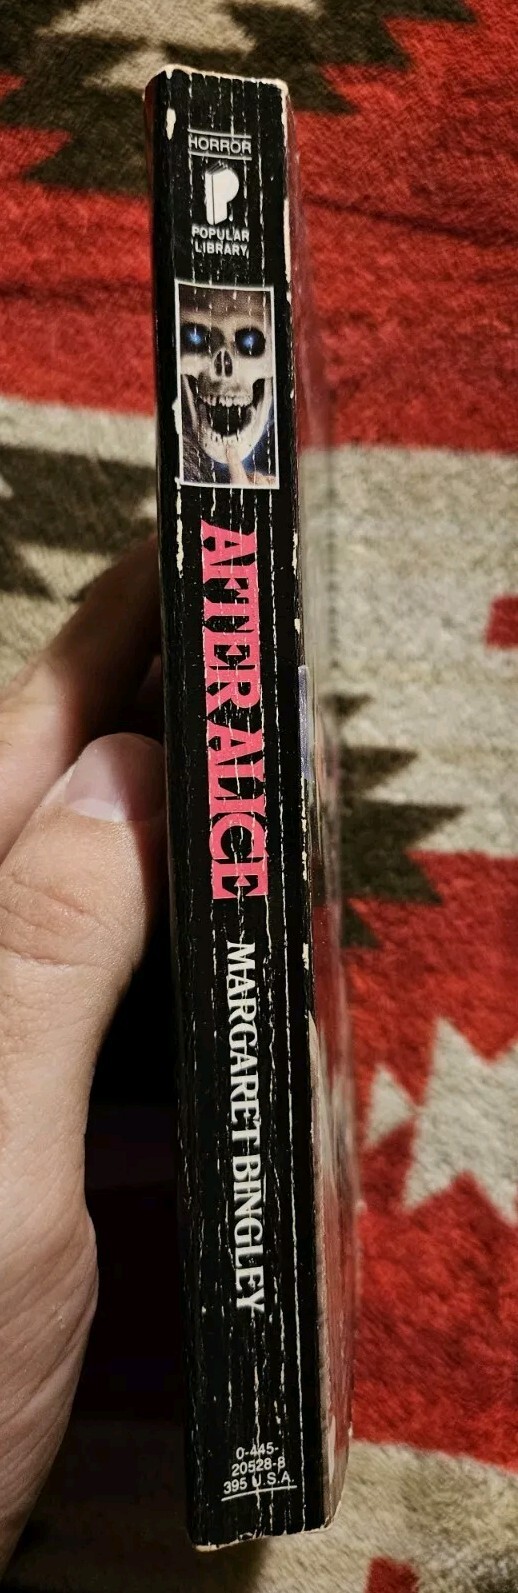 HORROR
P
POPULAR
LIBRARY
AFTER ALICE
MARGARET BINGLEY
0-445-
20528-8
395 U.S.A.